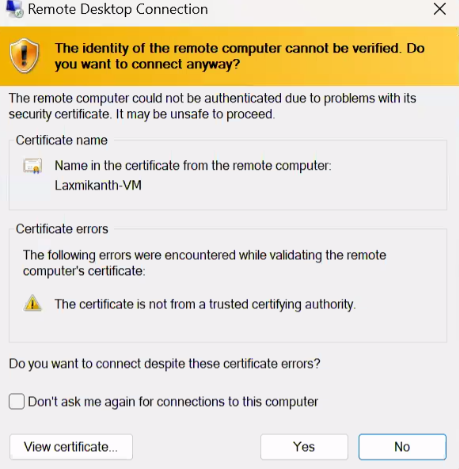 Remote Desktop Connection
The identity of the remote computer cannot be verified. Do
you want to connect anyway?
The remote computer could not be authenticated due to problems with its
security certificate. It may be unsafe to proceed.
Certificate name
Name in the certificate from the remote computer:
Laxmikanth-VM
Certificate errors
The following errors were encountered while validating the remote
computer's certificate:
The certificate is not from a trusted certifying authority.
Do you want to connect despite these certificate errors?
Don't ask me again for connections to this computer
View certificate...
Yes
No